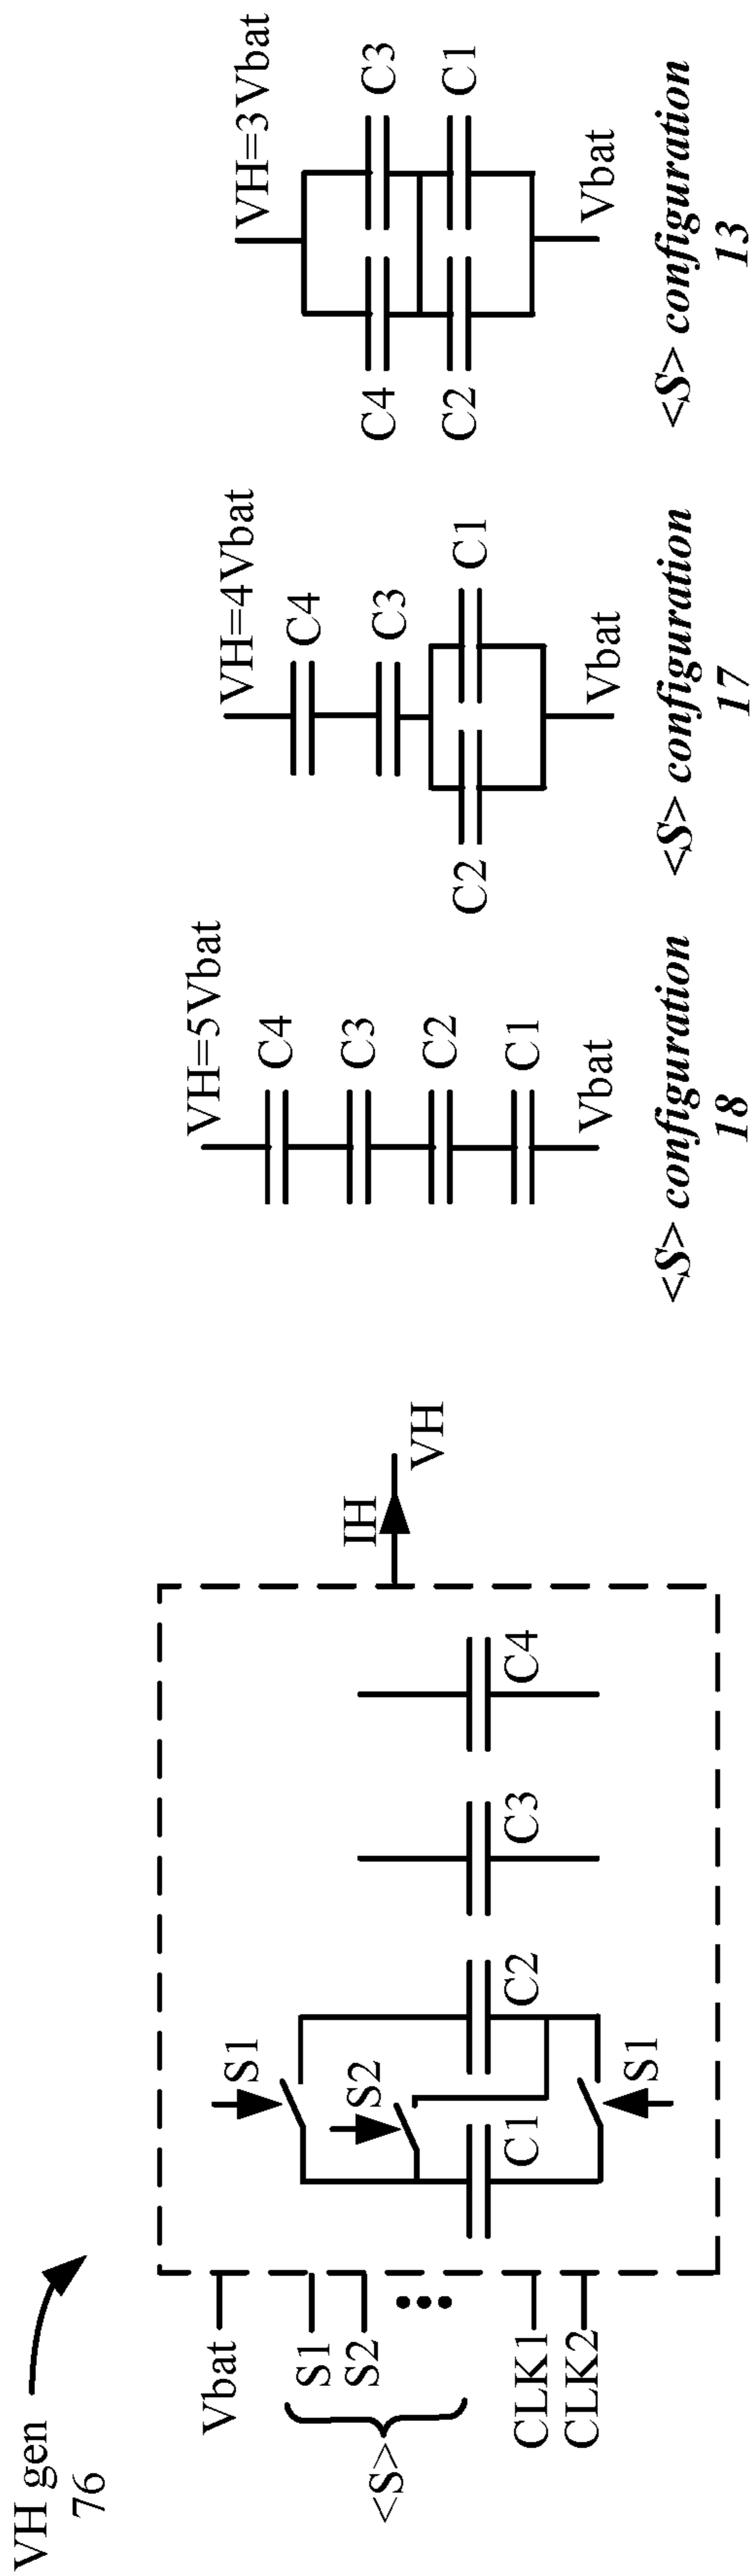 VH gen
76
Vbat
S1
S2
<S>
CLK1
CLK2
S1
S2
S1
C1
C2
C3
C4
IH
VH
VH=5Vbat
C4
C3
C2
C1
Vbat
<S> configuration
18
VH=4Vbat
C4
C3
C2
C1
Vbat
<S> configuration
17
VH=3Vbat
C4
C3
C2
C1
Vbat
<S> configuration
13